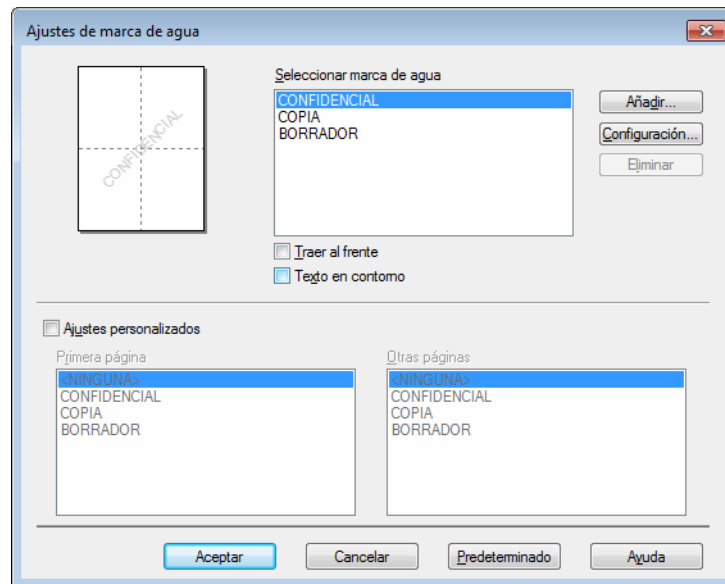 Ajustes de marca de agua
CONFIDENCIAL
Seleccionar marca de agua
CONFIDENCIAL
COPIA
BORRADOR
Añadir...
Configuración...
Eliminar
Traer al frente
Texto en contorno
Ajustes personalizados
Primera página
<NINGUNA>
CONFIDENCIAL
COPIA
BORRADOR
Otras páginas
<NINGUNA>
CONFIDENCIAL
COPIA
BORRADOR
Aceptar
Cancelar
Predeterminado
Ayuda